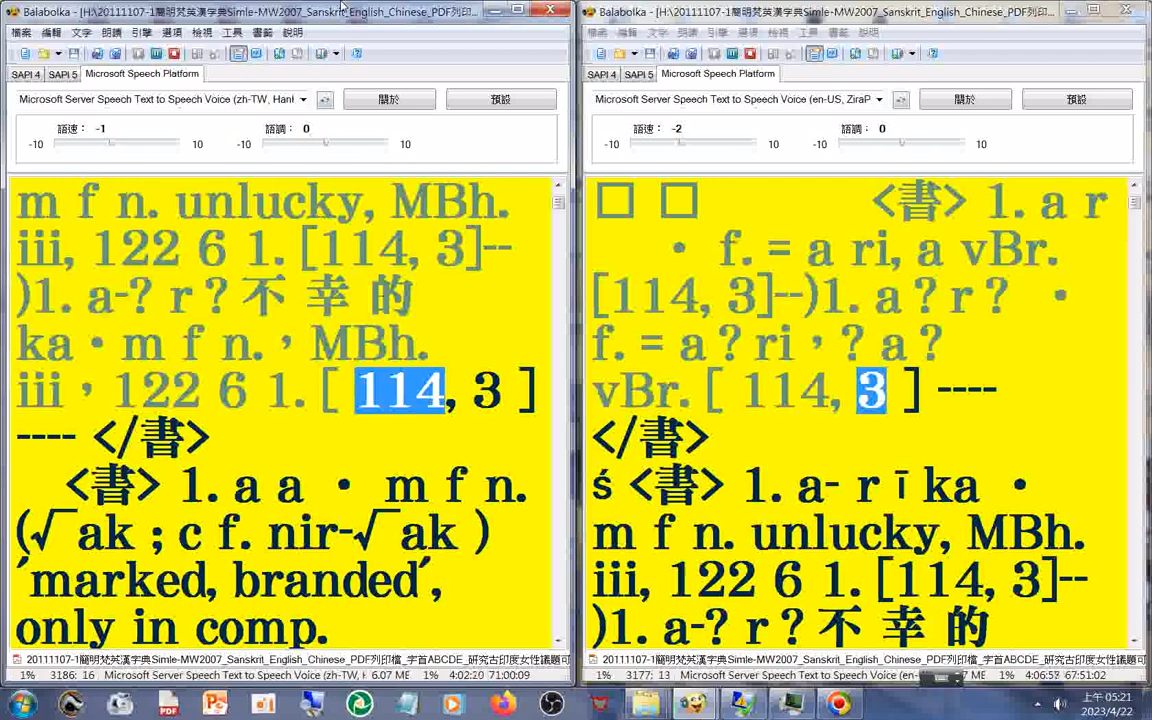 Balabolka - [H:\20111107-1簡明梵英漢字典Simle-MW2007_Sanskrit_English_Chinese_PDF列印...
檔案 編輯 文字 朗讀 引擎 選項 檢視 工具 書籤 說明
SAPI 4 SAPI 5 Microsoft Speech Platform
Microsoft Server Speech Text to Speech Voice (zh-TW, Hanl
關於 預設
語速： -1 語調： 0
-10 10 -10 10
m f n. unlucky, MBh.
iii, 122 6 1. [114, 3]--
)1. a-? r ? 不 幸 的
ka・m f n.，MBh.
iii，122 6 1. [ 114, 3 ]
---- </書>
<書> 1. a a ・ m f n.
(√ ak ; c f. nir-√ ak )
´marked, branded´,
only in comp.
20111107-1簡明梵英漢字典Simle-MW2007_Sanskrit_English_Chinese_PDF列印檔_字首ABCDE_研究古印度女性議題可
1% 3186: 16 Microsoft Server Speech Text to Speech Voice (zh-TW, H 6.07 ME 1% 4:02:20 71:00:09
Balabolka - [H:\20111107-1簡明梵英漢字典Simle-MW2007_Sanskrit_English_Chinese_PDF列印...
檔案 編輯 文字 朗讀 引擎 選項 檢視 工具 書籤 說明
SAPI 4 SAPI 5 Microsoft Speech Platform
Microsoft Server Speech Text to Speech Voice (en-US, ZiraP
關於 預設
語速： -2 語調： 0
-10 10 -10 10
□ □ <書> 1. a r
・ f. = a ri, a vBr.
[114, 3]--)1. a ? r ? ・
f. = a ? ri，? a ?
vBr. [ 114, 3 ] ----
</書>
ś <書> 1. a- r ī ka ・
m f n. unlucky, MBh.
iii, 122 6 1. [114, 3]--
)1. a-? r ? 不 幸 的
20111107-1簡明梵英漢字典Simle-MW2007_Sanskrit_English_Chinese_PDF列印檔_字首ABCDE_研究古印度女性議題可
1% 3177: 13 Microsoft Server Speech Text to Speech Voice 1% 4:06:5 67:51:02
上午 05:21
2023/4/22